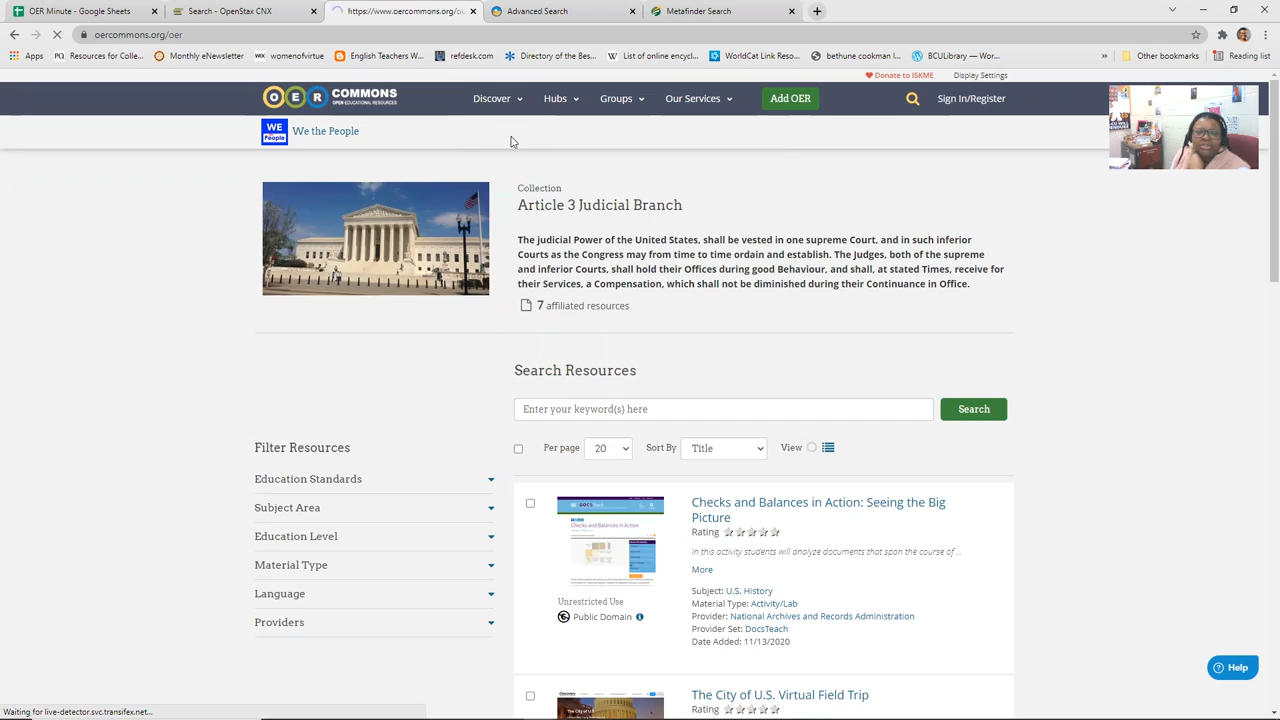 OER Minute - Google Sheets
Search - OpenStax CNX
https://www.oercommons.org/oe
Advanced Search
Metafinder Search
oercommons.org/oer
Apps
Resources for Colle...
Monthly eNewsletter
womenofvirtue
English Teachers W...
refdesk.com
Directory of the Bes...
List of online encycl...
WorldCat Link Reso...
bethune cookman l...
BCULibrary — Wor...
Other bookmarks
Reading list
Donate to ISKME
Display Settings
OER COMMONS
OPEN EDUCATIONAL RESOURCES
Discover
Hubs
Groups
Our Services
Add OER
Sign In/Register
WE
the People
We the People
Collection
Article 3 Judicial Branch
The judicial Power of the United States, shall be vested in one supreme Court, and in such inferior
Courts as the Congress may from time to time ordain and establish. The Judges, both of the supreme
and inferior Courts, shall hold their Offices during good Behaviour, and shall, at stated Times, receive for
their Services, a Compensation, which shall not be diminished during their Continuance in Office.
7 affiliated resources
Search Resources
Enter your keyword(s) here
Search
Filter Resources
Per page
20
Sort By
Title
View
Education Standards
Subject Area
Education Level
Material Type
Language
Providers
Checks and Balances in Action
Unrestricted Use
Public Domain
Checks and Balances in Action: Seeing the Big
Picture
Rating
In this activity students will analyze documents that span the course of ...
More
Subject: U.S. History
Material Type: Activity/Lab
Provider: National Archives and Records Administration
Provider Set: DocsTeach
Date Added: 11/13/2020
The City of U.S. Virtual Field Trip
Rating
Help
Waiting for live-detector.svc.transifex.net...